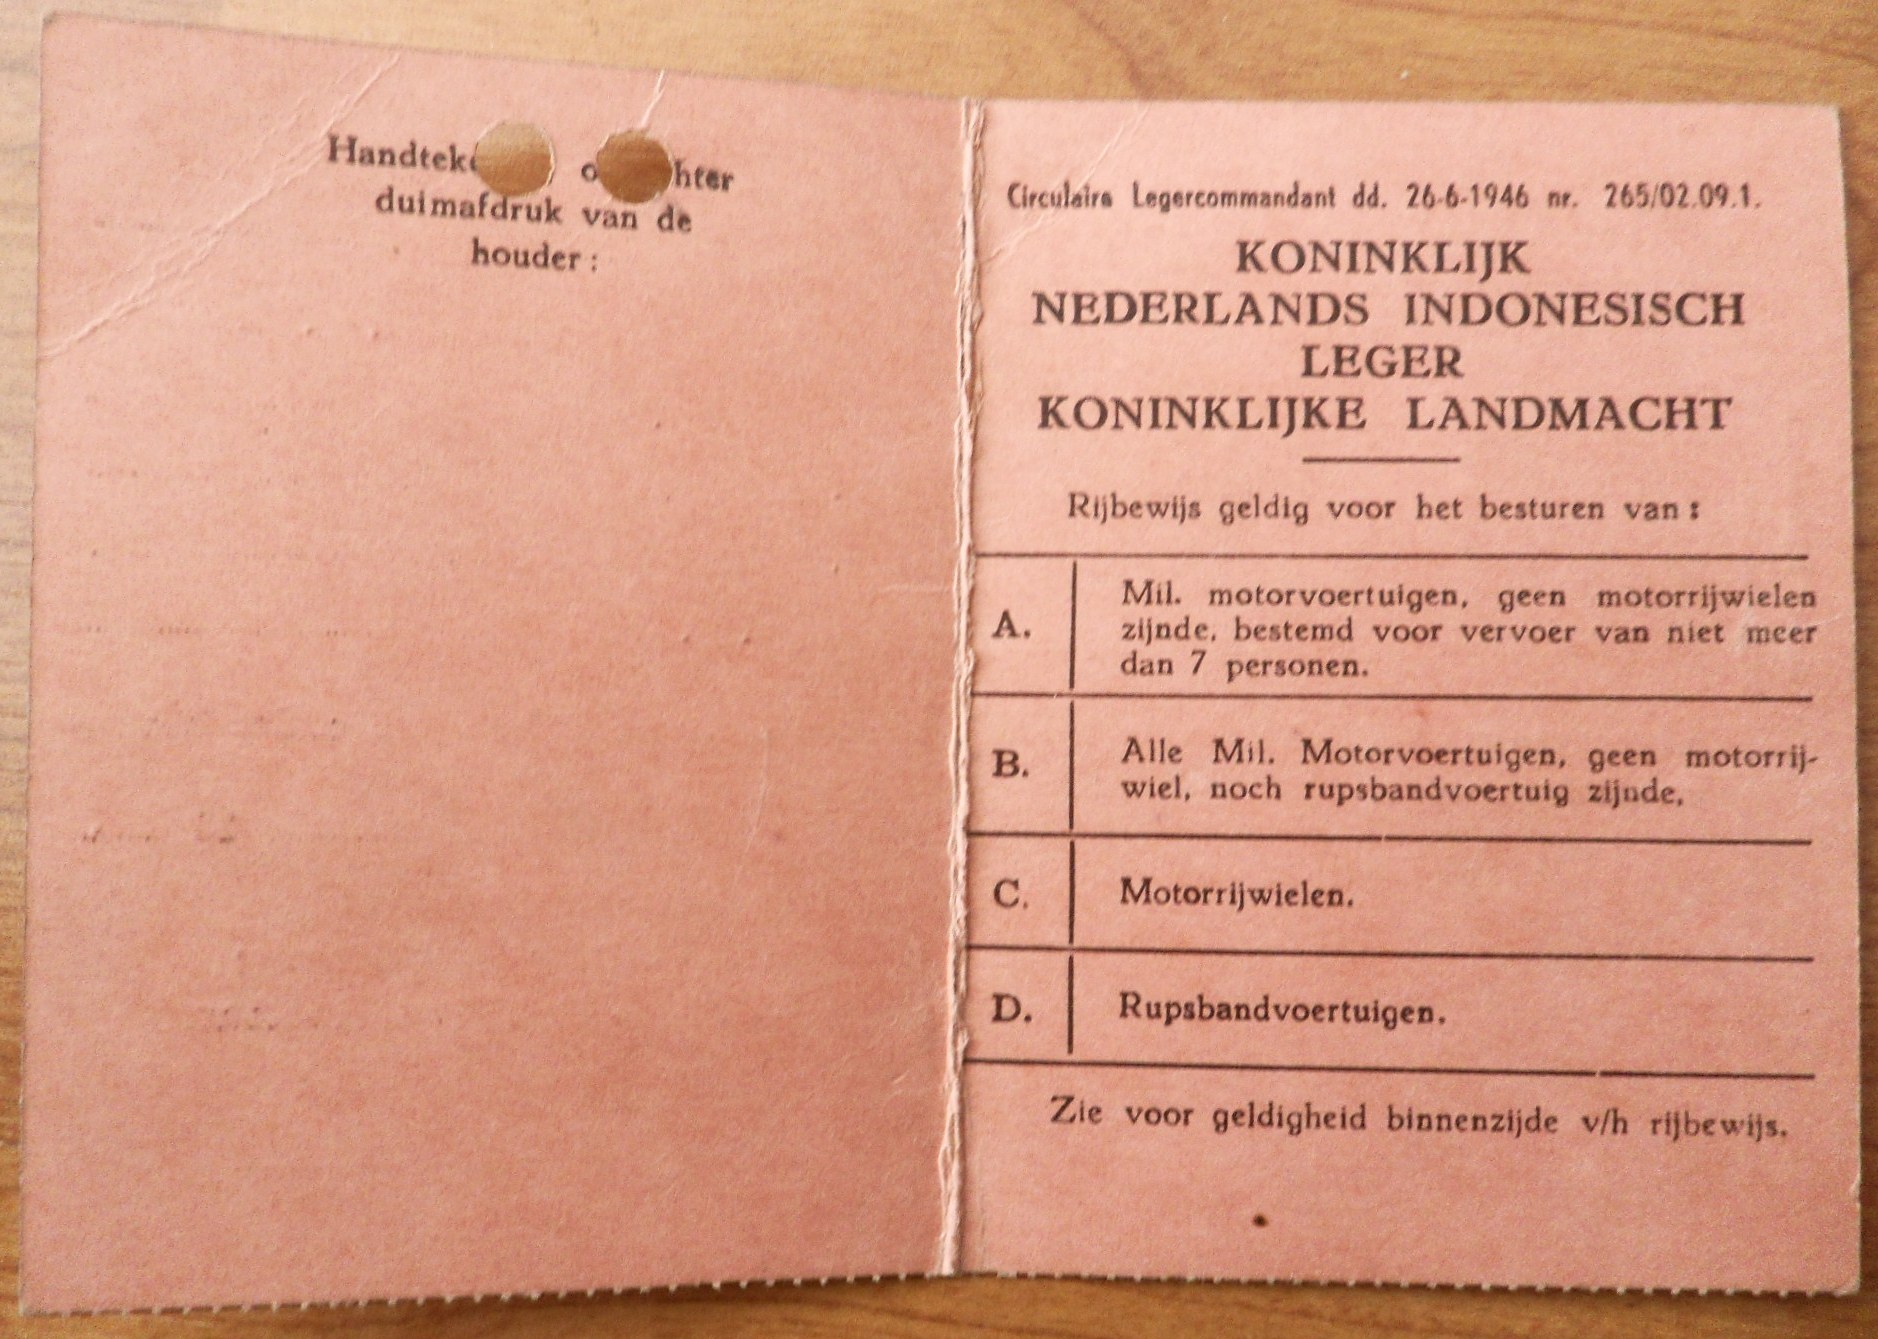 duimafdruk van de
houder :
Circulaire Legercommandant dd. 26-6-1946 nr. 265/02.09.1.
KONINKLIJK
NEDERLANDS INDONESISCH
LEGER
KONINKLIJKE LANDMACHT
Rijbewijs geldig voor het besturen van :
A. Mil. motorvoertuigen, geen motorrijwielen
zijnde, bestemd voor vervoer van niet meer
dan 7 personen.
B. Alle Mil. Motorvoertuigen, geen motorrij-
wiel, noch rupsbandvoertuig zijnde,
C. Motorrijwielen.
D. Rupsbandvoertuigen.
Zie voor geldigheid binnenzijde v/h rijbewijs.